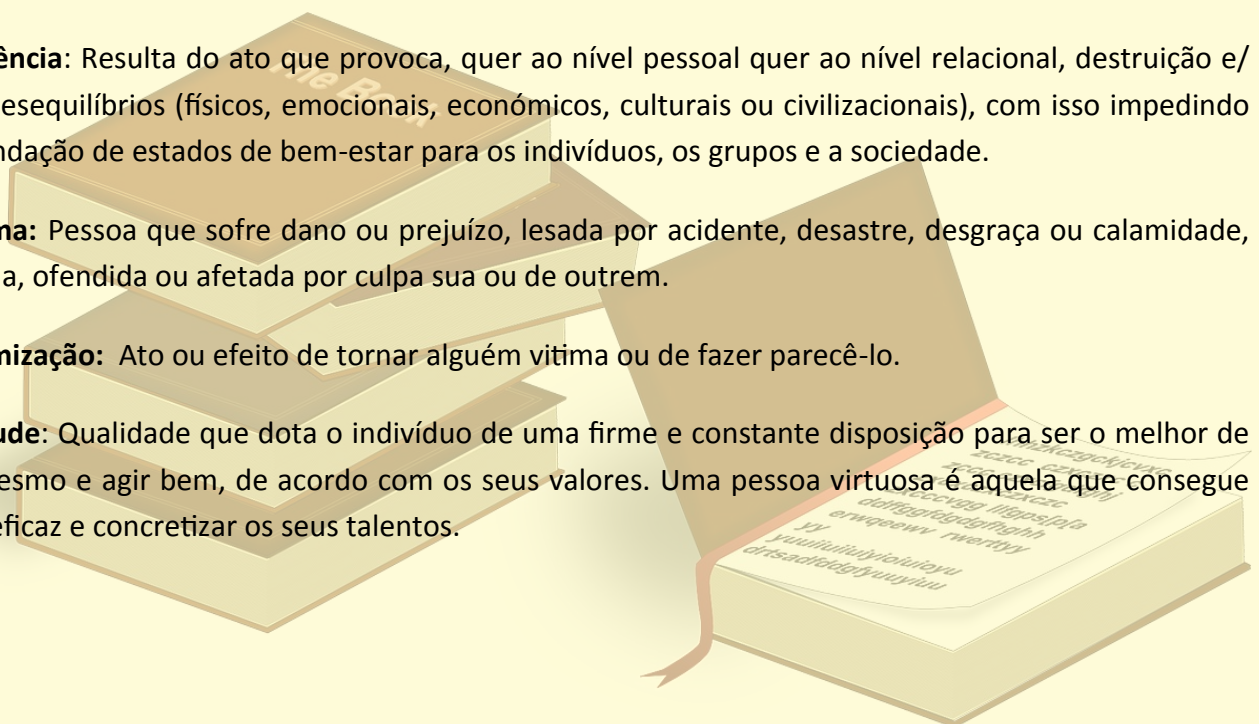 ência: Resulta do ato que provoca, quer ao nível pessoal quer ao nível relacional, destruição e/
esequilíbrios (físicos, emocionais, económicos, culturais ou civilizacionais), com isso impedindo
ndação de estados de bem-estar para os indivíduos, os grupos e a sociedade.
ma: Pessoa que sofre dano ou prejuízo, lesada por acidente, desastre, desgraça ou calamidade,
a, ofendida ou afetada por culpa sua ou de outrem.
mização: Ato ou efeito de tornar alguém vitima ou de fazer parecê-lo.
ude: Qualidade que dota o indivíduo de uma firme e constante disposição para ser o melhor de
esmo e agir bem, de acordo com os seus valores. Uma pessoa virtuosa é aquela que consegue
eficaz e concretizar os seus talentos.
The Book